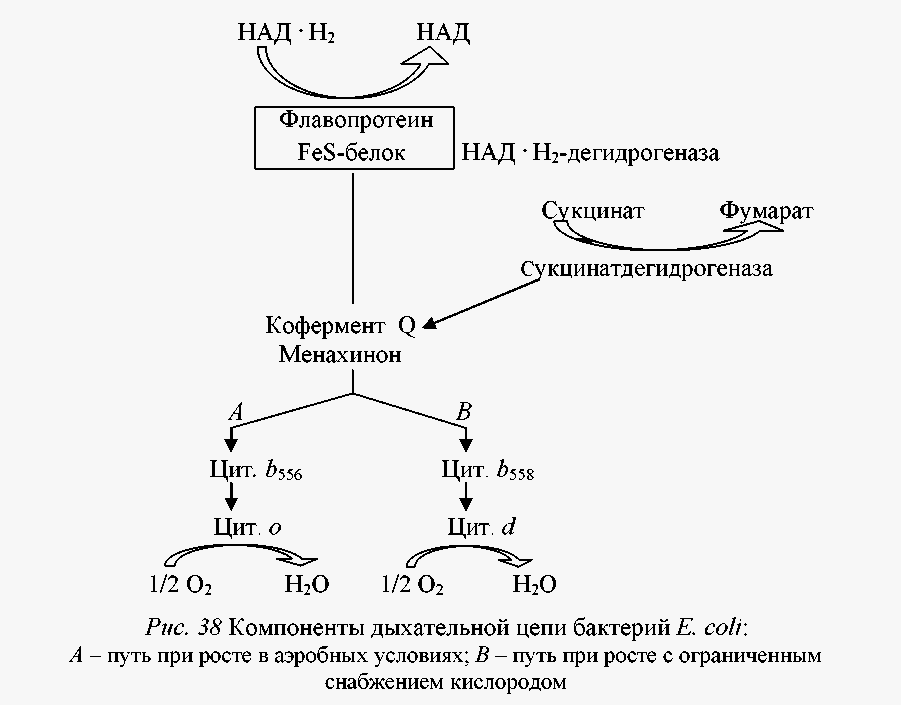 НАД · H₂ НАД
Флавопротеин
FeS-белок
НАД · H₂-дегидрогеназа
Сукцинат Фумарат
Сукцинатдегидрогеназа
Кофермент Q
Менахинон
A B
Цит. b₅₅₆ Цит. b₅₅₈
Цит. o Цит. d
1/2 O₂ H₂O 1/2 O₂ H₂O
Рис. 38 Компоненты дыхательной цепи бактерий E. coli:
A – путь при росте в аэробных условиях; B – путь при росте с ограниченным
снабжением кислородом